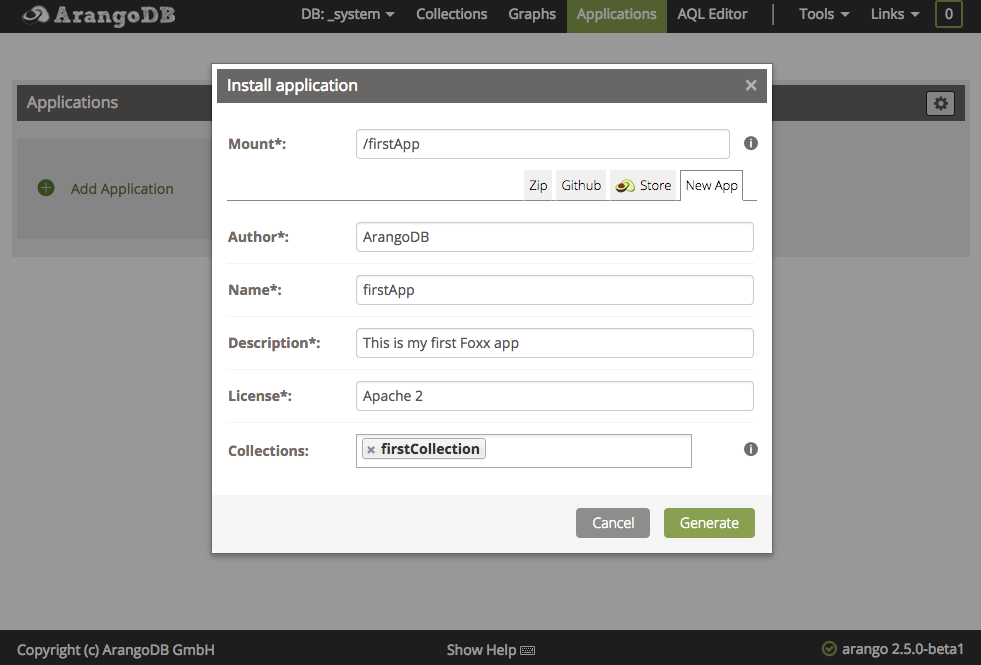 ArangoDB DB: _system Collections Graphs Applications AQL Editor Tools Links 0
Install application ×
Applications
Mount*: /firstApp i
Zip Github Store New App
Add Application
Author*: ArangoDB
Name*: firstApp
Description*: This is my first Foxx app
License*: Apache 2
Collections: × firstCollection i
Cancel Generate
Copyright (c) ArangoDB GmbH Show Help arango 2.5.0-beta1